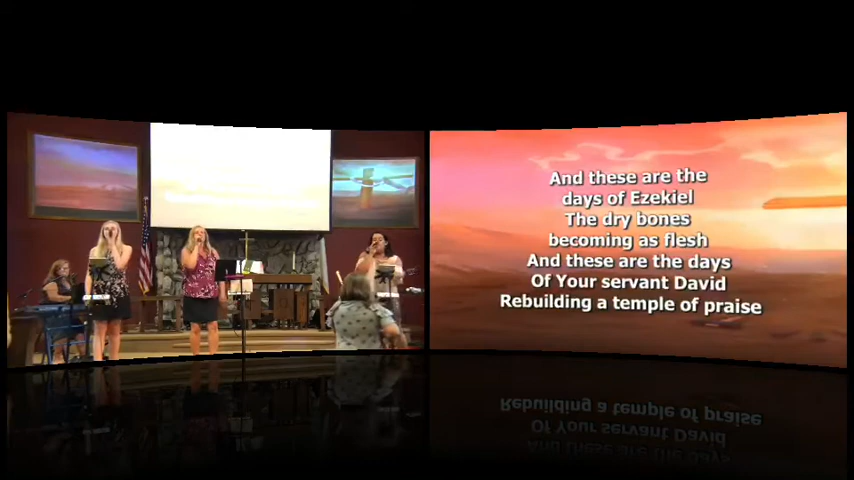 And these are the
days of Ezekiel
The dry bones
becoming as flesh
And these are the days
Of Your servant David
Rebuilding a temple of praise